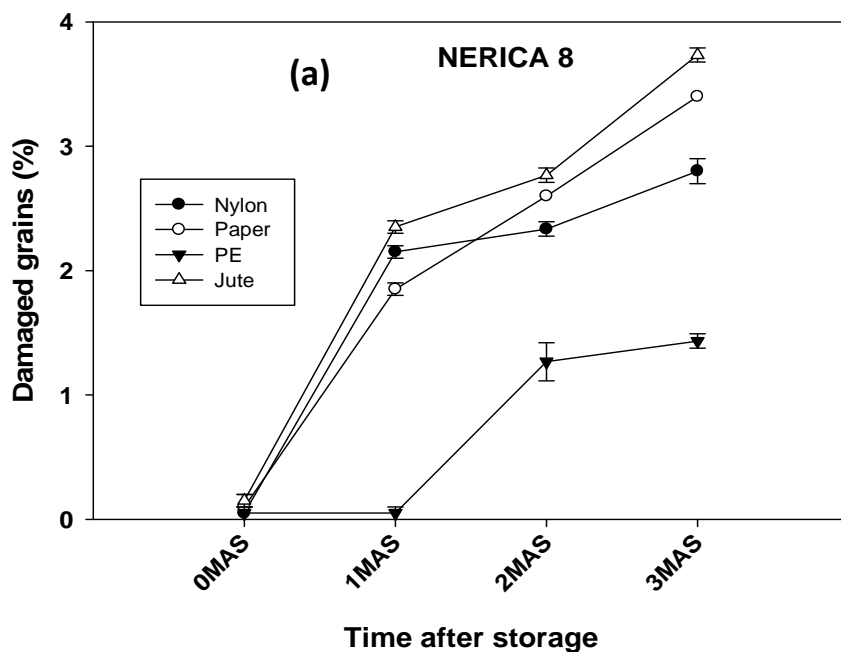 (a)
NERICA 8
4
3
2
1
0
Damaged grains (%)
Nylon
Paper
PE
Jute
0MAS
1MAS
2MAS
3MAS
Time after storage